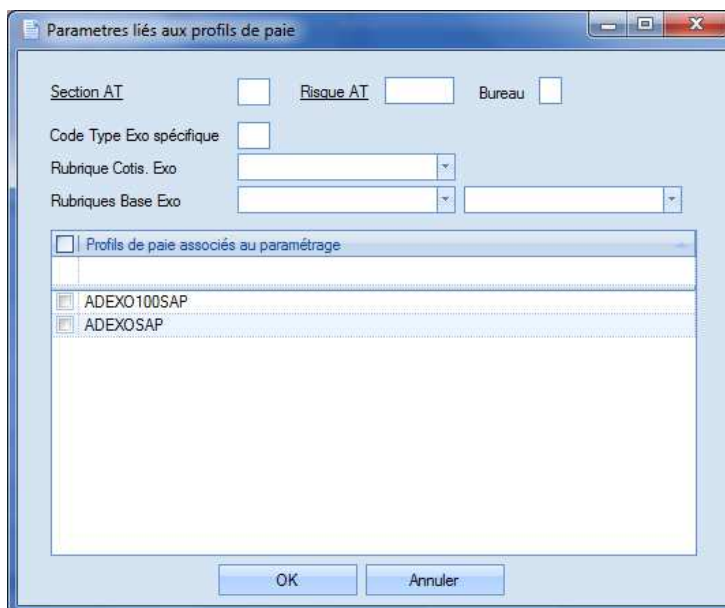 Parametres liés aux profils de paie
Section AT Risque AT Bureau
Code Type Exo spécifique
Rubrique Cotis. Exo
Rubriques Base Exo
Profils de paie associés au paramétrage
ADEXO100SAP
ADEXOSAP
OK Annuler